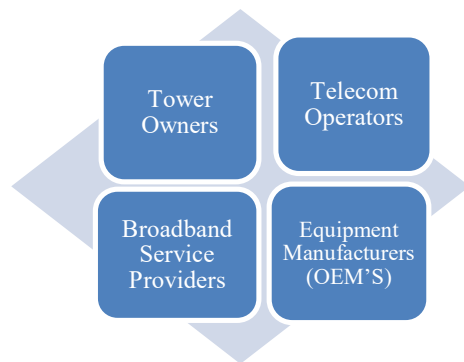 Tower
Owners
Telecom
Operators
Broadband
Service
Providers
Equipment
Manufacturers
(OEM’S)